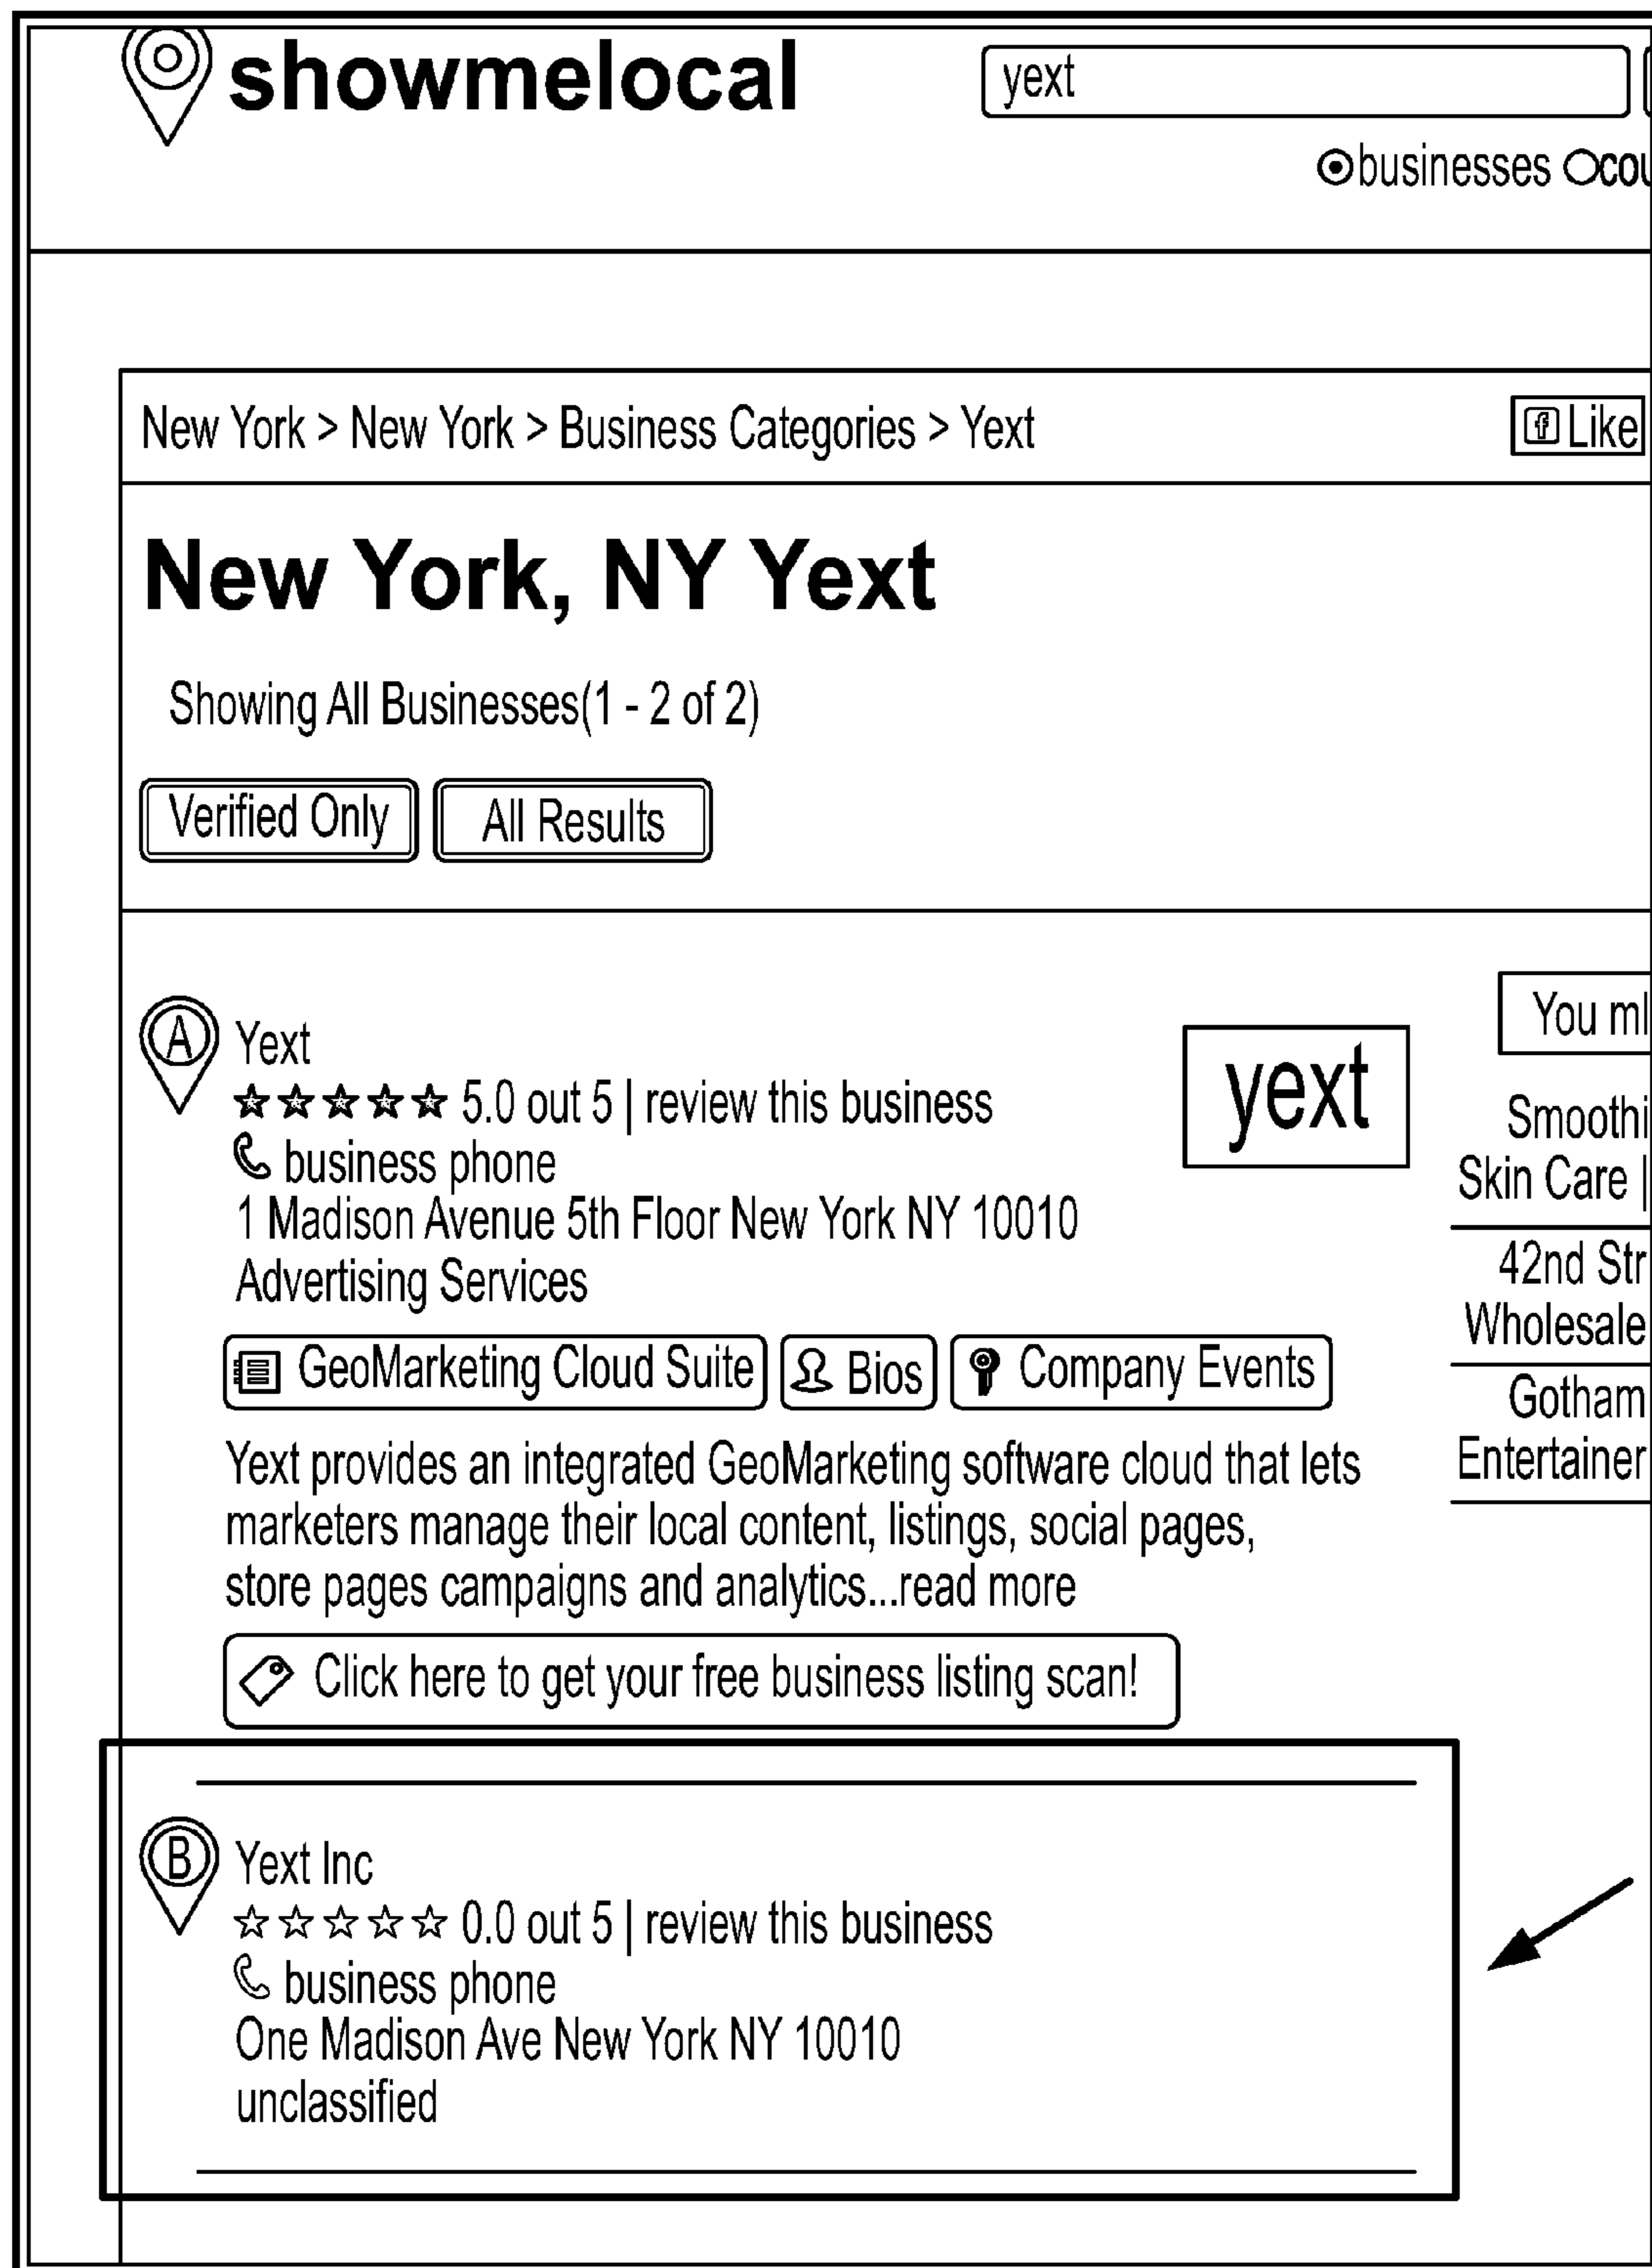 showmelocal
yext
businesses
New York > New York > Business Categories > Yext
f Like
New York, NY Yext
Showing All Businesses(1 - 2 of 2)
Verified Only
All Results
A
Yext
5.0 out 5 | review this business
business phone
1 Madison Avenue 5th Floor New York NY 10010
Advertising Services
yext
GeoMarketing Cloud Suite
Bios
Company Events
Yext provides an integrated GeoMarketing software cloud that lets
marketers manage their local content, listings, social pages,
store pages campaigns and analytics...read more
Click here to get your free business listing scan!
You
Skin Care |
42nd
Wholesale
Gotham
Entertainer
B
Yext Inc
0.0 out 5 | review this business
business phone
One Madison Ave New York NY 10010
unclassified